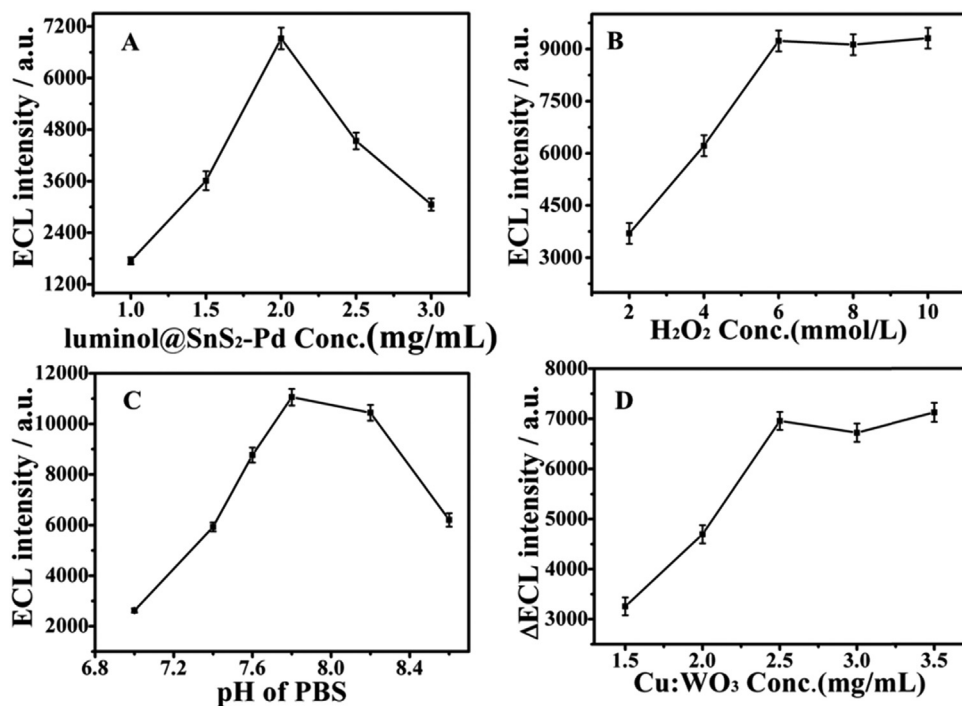 A
ECL intensity / a.u.
7200
6000
4800
3600
2400
1200
1.0 1.5 2.0 2.5 3.0
luminol@SnS₂-Pd Conc.(mg/mL)
B
ECL intensity / a.u.
9000
7500
6000
4500
3000
2 4 6 8 10
H₂O₂ Conc.(mmol/L)
C
ECL intensity / a.u.
12000
10000
8000
6000
4000
2000
6.8 7.2 7.6 8.0 8.4
pH of PBS
D
ΔECL intensity / a.u.
8000
7000
6000
5000
4000
3000
1.5 2.0 2.5 3.0 3.5
Cu:WO₃ Conc.(mg/mL)